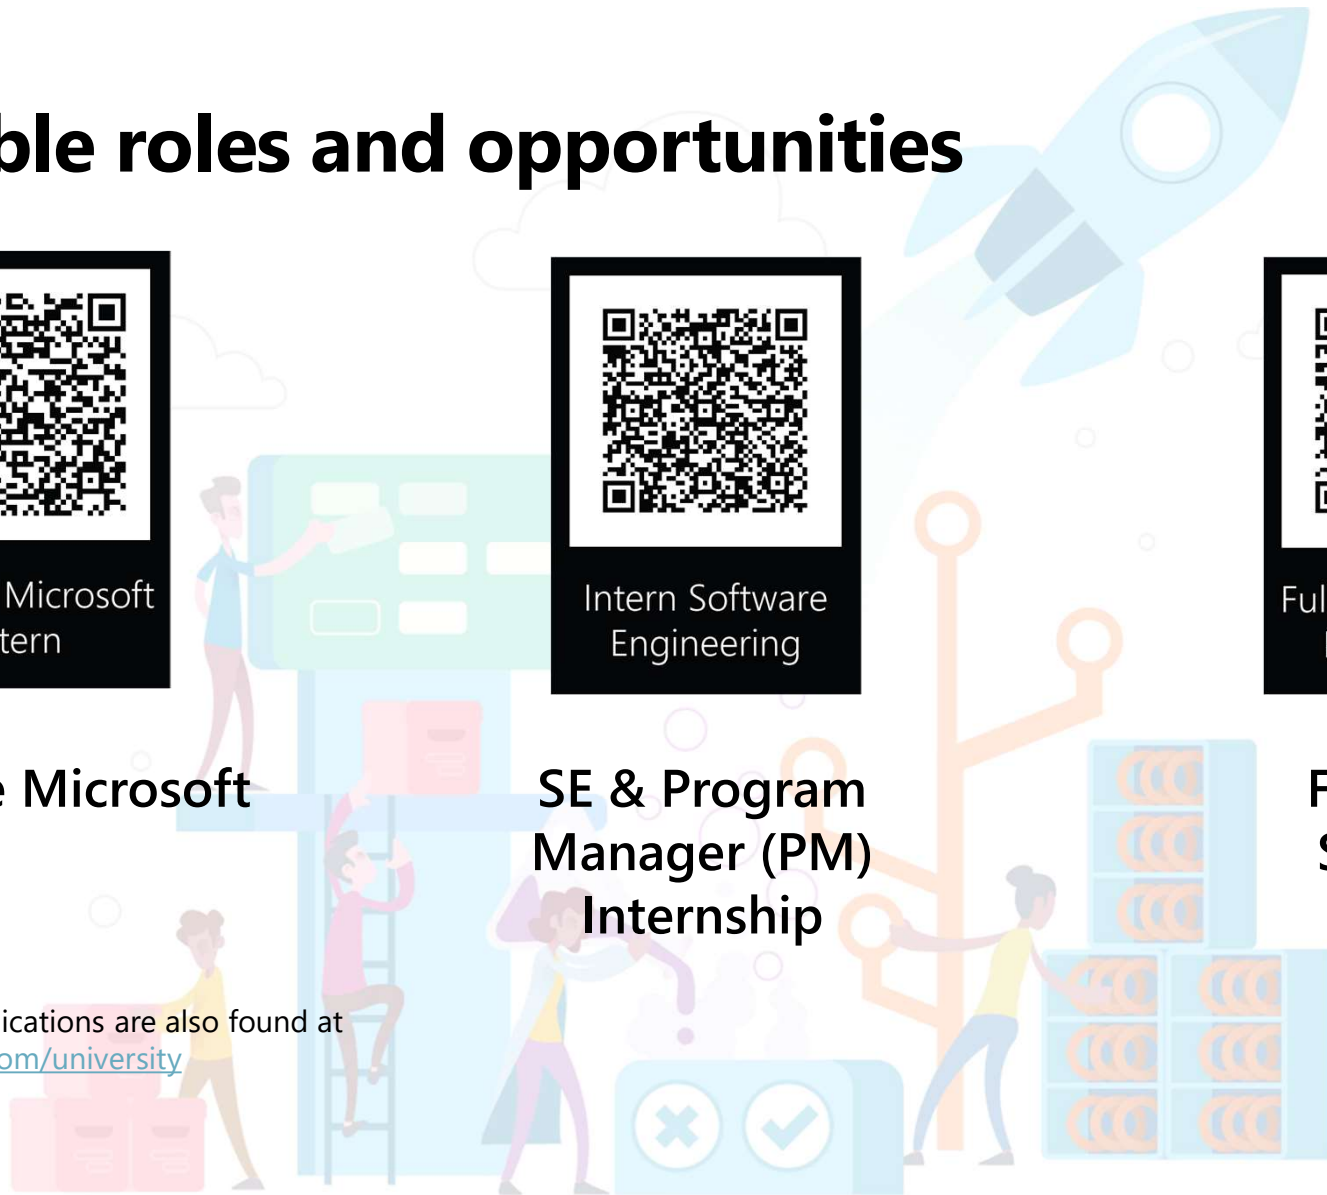 ble roles and opportunities
Microsoft
tern
Intern Software
Engineering
Ful
e Microsoft
SE & Program
Manager (PM)
Internship
F
S
ications are also found at
om/university